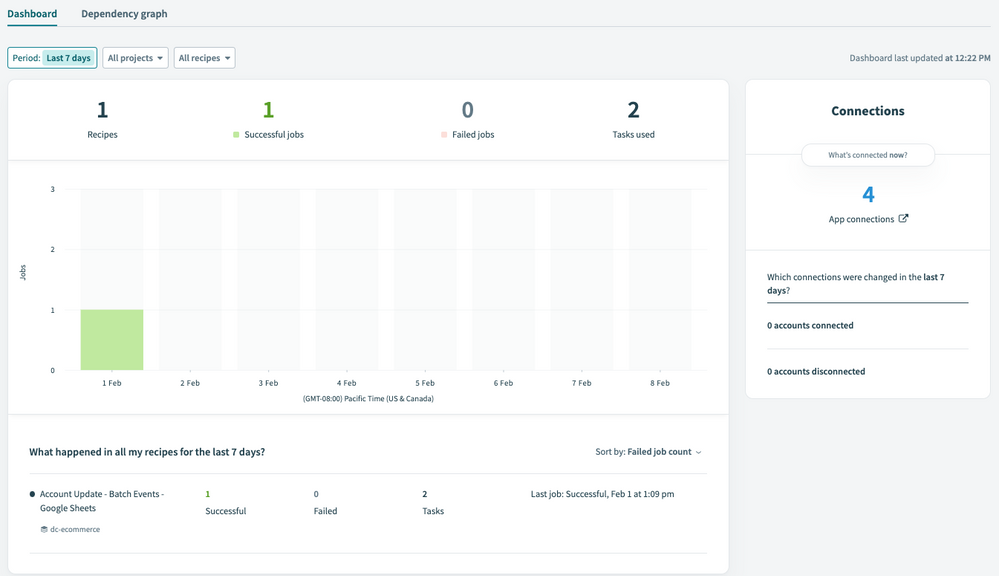 Dashboard Dependency graph
Period: Last 7 days All projects All recipes Dashboard last updated at 12:22 PM
1 1 0 2
Recipes Successful jobs Failed jobs Tasks used
3
2
Jobs
1
0
1 Feb 2 Feb 3 Feb 4 Feb 5 Feb 6 Feb 7 Feb 8 Feb
(GMT-08:00) Pacific Time (US & Canada)
What happened in all my recipes for the last 7 days? Sort by: Failed job count
Account Update - Batch Events - 1 0 2 Last job: Successful, Feb 1 at 1:09 pm
Google Sheets Successful Failed Tasks
dc-ecommerce
Connections
What's connected now?
4
App connections
Which connections were changed in the last 7
days?
0 accounts connected
0 accounts disconnected